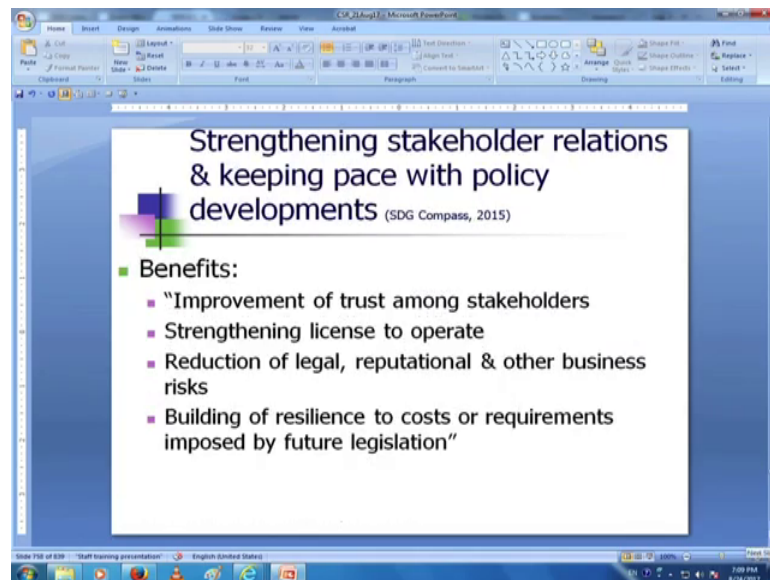 CSR_21Aug17 - Microsoft PowerPoint
Home Insert Design Animations Slide Show Review View Acrobat
Cut
Copy
Format Painter
Paste
Clipboard
New Slide
Layout
Reset
Delete
Slides
Font
Text Direction
Align Text
Convert to SmartArt
Paragraph
Arrange
Quick Styles
Shape Fill
Shape Outline
Shape Effects
Drawing
Find
Replace
Select
Editing
Strengthening stakeholder relations
& keeping pace with policy
developments (SDG Compass, 2015)
Benefits:
“Improvement of trust among stakeholders
Strengthening license to operate
Reduction of legal, reputational & other business
risks
Building of resilience to costs or requirements
imposed by future legislation”
Slide 758 of 839 "Staff training presentation" English (United States) 100%
EN 7:09 PM